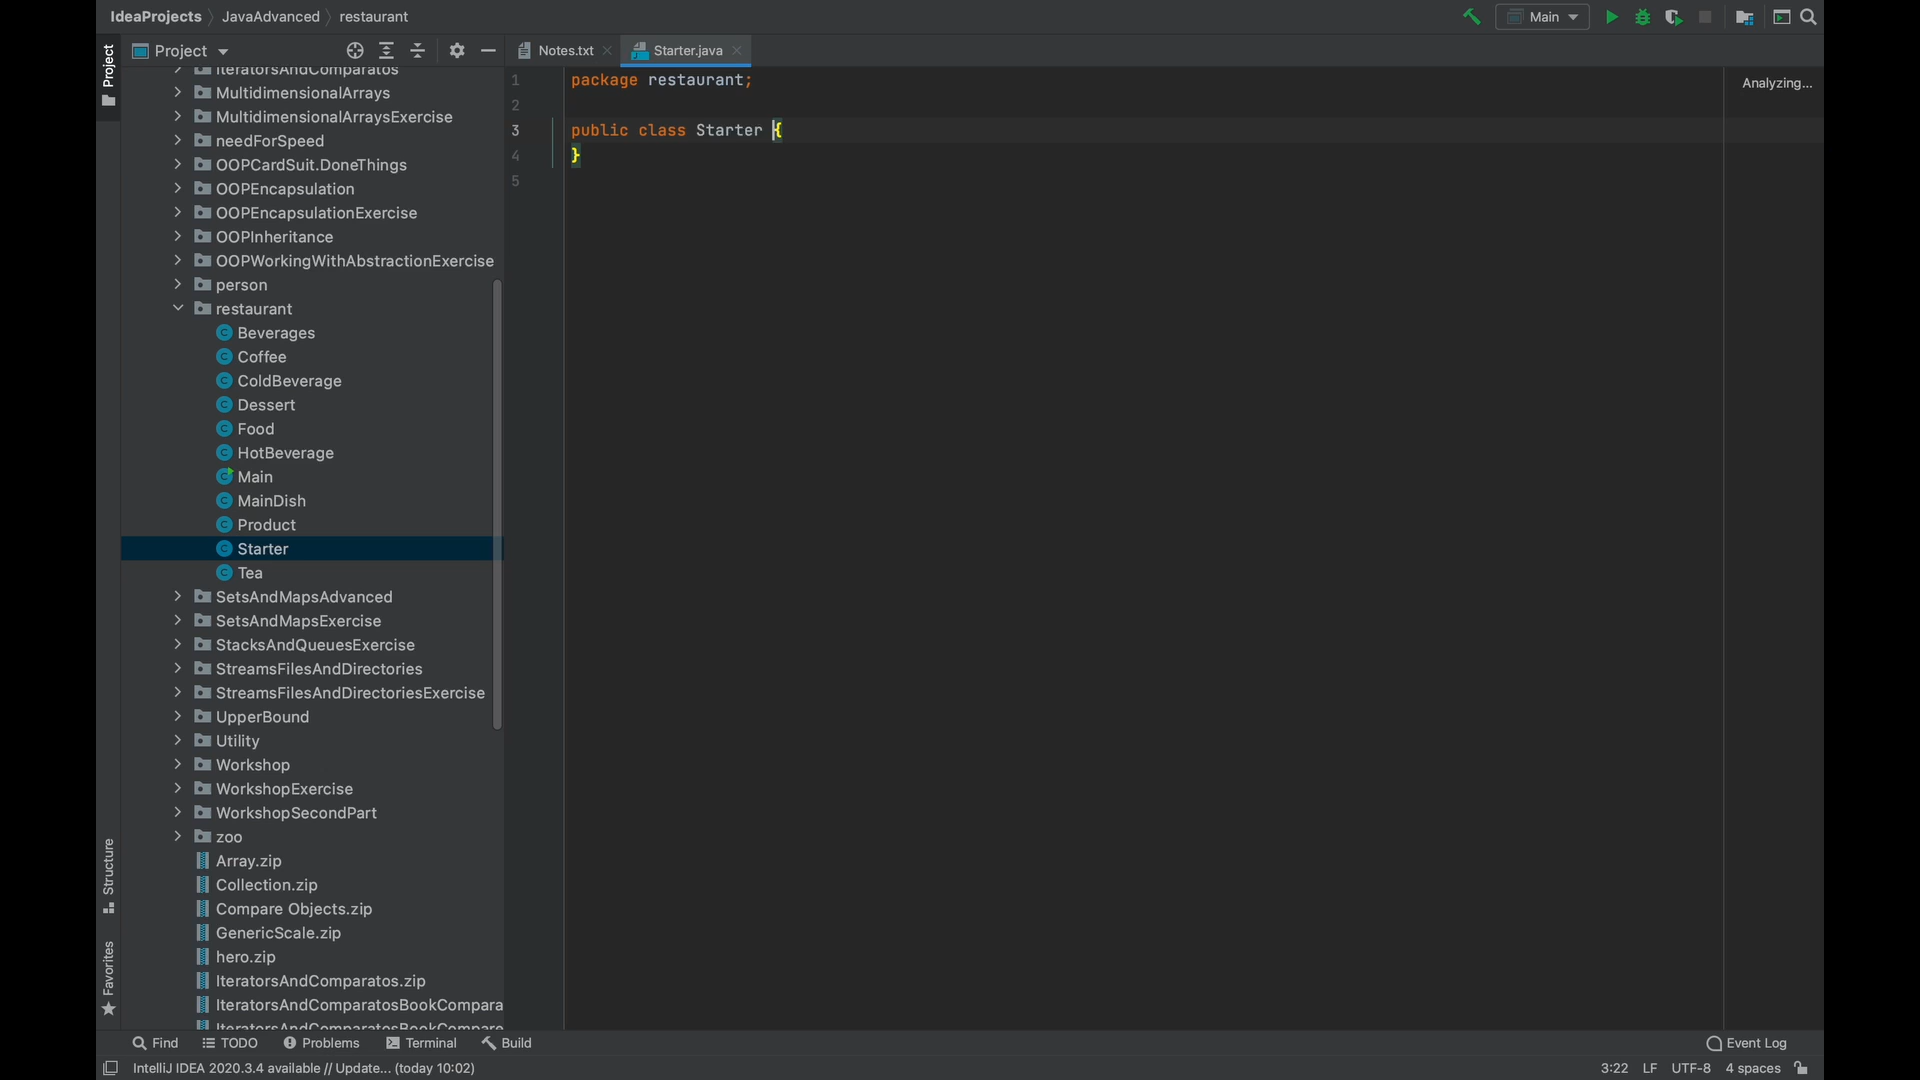 IdeaProjects JavaAdvanced restaurant
Main
Project
Project
Notes.txt
Starter.java
IteratorsAndComparatos
MultidimensionalArrays
MultidimensionalArraysExercise
needForSpeed
OOPCardSuit.DoneThings
OOPEncapsulation
OOPEncapsulationExercise
OOPInheritance
OOPWorkingWithAbstractionExercise
person
restaurant
Beverages
Coffee
ColdBeverage
Dessert
Food
HotBeverage
Main
MainDish
Product
Starter
Tea
SetsAndMapsAdvanced
SetsAndMapsExercise
StacksAndQueuesExercise
StreamsFilesAndDirectories
StreamsFilesAndDirectoriesExercise
UpperBound
Utility
Workshop
WorkshopExercise
WorkshopSecondPart
zoo
Array.zip
Collection.zip
Compare Objects.zip
GenericScale.zip
hero.zip
IteratorsAndComparatos.zip
IteratorsAndComparatosBookCompara
IteratorsAndComparatosBookCompare
1 package restaurant;
2
3 public class Starter {
4 }
5
Analyzing...
Structure
Favorites
Find TODO Problems Terminal Build
Event Log
IntelliJ IDEA 2020.3.4 available // Update... (today 10:02)
3:22 LF UTF-8 4 spaces